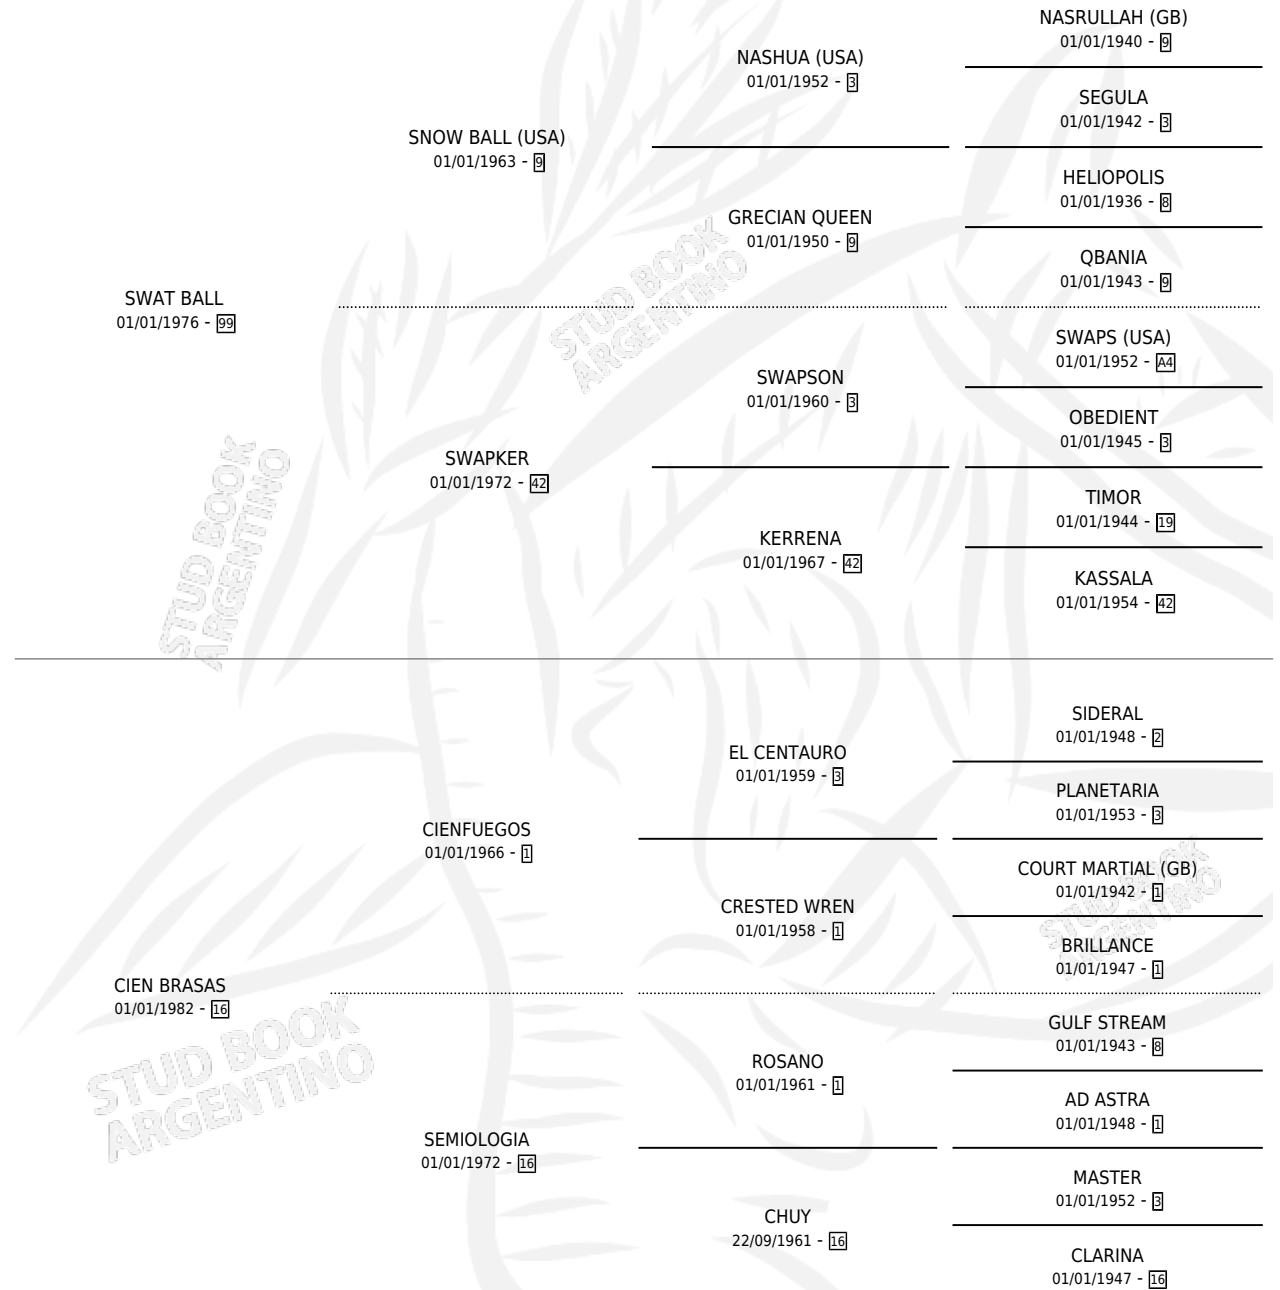 NASRULLAH (GB)
01/01/1940 - 9
NASHUA (USA)
01/01/1952 - 3
SEGULA
01/01/1942 - 3
SNOW BALL (USA)
01/01/1963 - 9
HELIOPOLIS
01/01/1936 - 8
GRECIAN QUEEN
01/01/1950 - 9
QBANIA
01/01/1943 - 9
SWAT BALL
01/01/1976 - 99
STUD BOOK
ARGENTINO
SWAPS (USA)
01/01/1952 - A4
SWAPSON
01/01/1960 - 3
OBEDIENT
01/01/1945 - 3
SWAPKER
01/01/1972 - 42
TIMOR
01/01/1944 - 19
KERRENA
01/01/1967 - 42
KASSALA
01/01/1954 - 42
STUD BOOK
ARGENTINO
SIDERAL
01/01/1948 - 2
EL CENTAURO
01/01/1959 - 3
PLANETARIA
01/01/1953 - 3
CIENFUEGOS
01/01/1966 - 1
COURT MARTIAL (GB)
01/01/1942 - 1
CRESTED WREN
01/01/1958 - 1
STUD BOOK
ARGENTINO
BRILLANCE
01/01/1947 - 1
CIEN BRASAS
01/01/1982 - 16
STUD BOOK
ARGENTINO
GULF STREAM
01/01/1943 - 8
ROSANO
01/01/1961 - 1
AD ASTRA
01/01/1948 - 1
SEMIOLOGIA
01/01/1972 - 16
MASTER
01/01/1952 - 3
CHUY
22/09/1961 - 16
CLARINA
01/01/1947 - 16